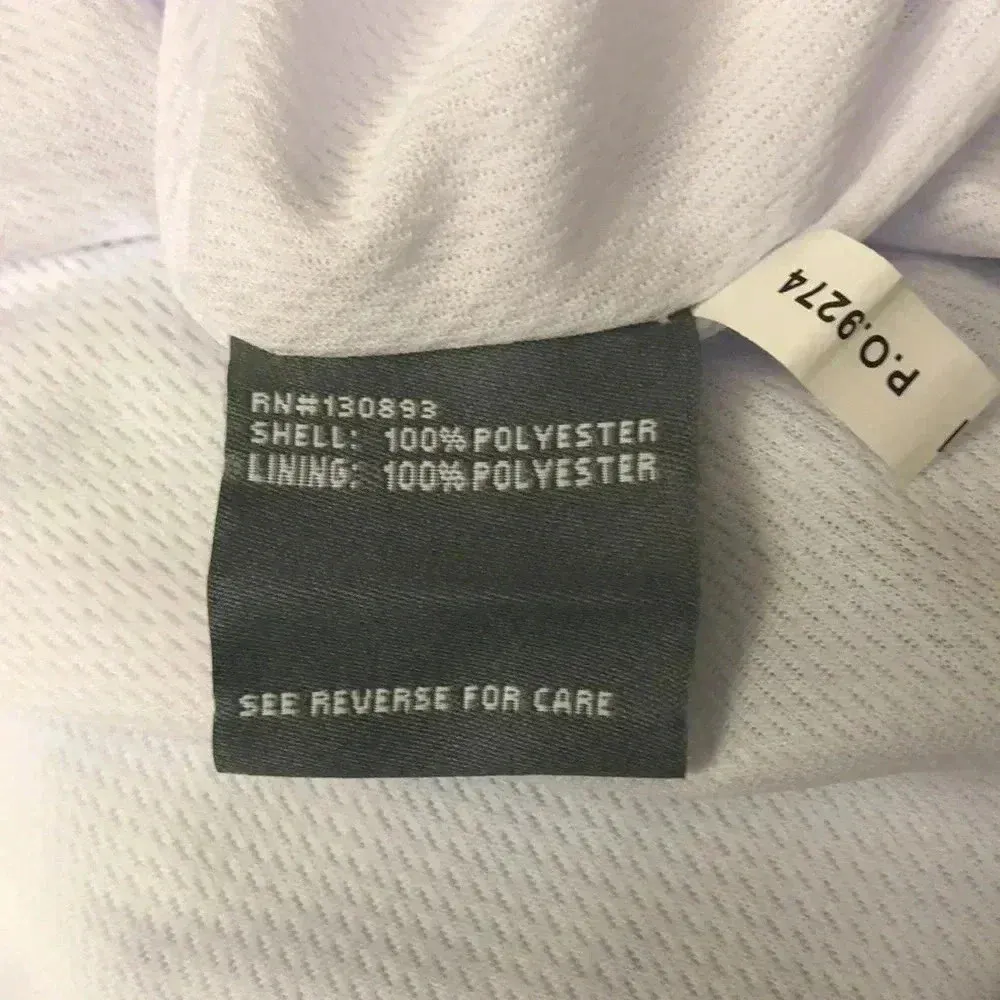 RN#130893
SHELL: 100% POLYESTER
LINING: 100% POLYESTER
SEE REVERSE FOR CARE
P.O.9274